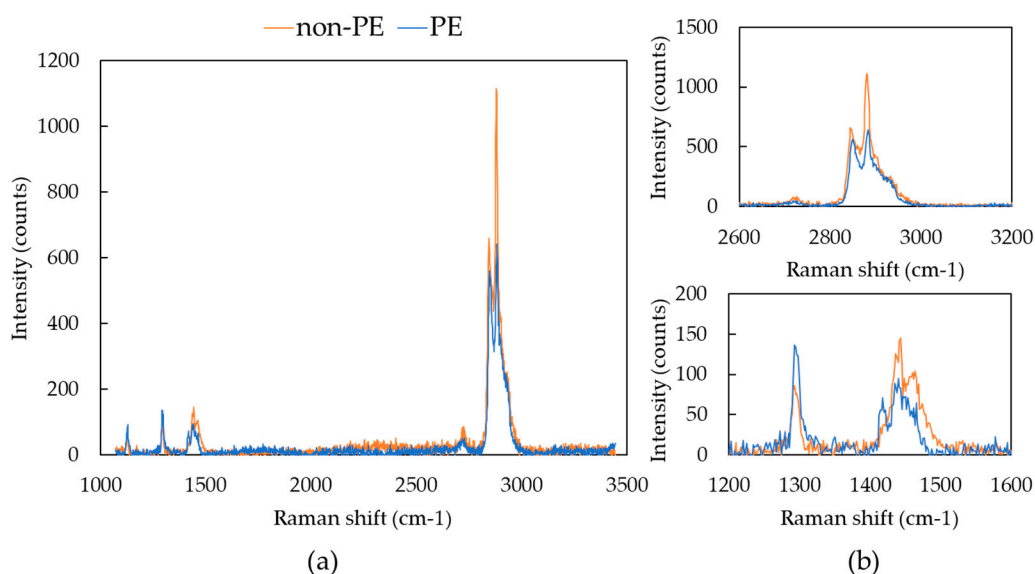 non-PE PE
1200
1000
800
600
400
200
0
Intensity (counts)
1000 1500 2000 2500 3000 3500
Raman shift (cm-1)
(a)
1500
1000
500
0
Intensity (counts)
2600 2800 3000 3200
Raman shift (cm-1)
200
150
100
50
0
Intensity (counts)
1200 1300 1400 1500 1600
Raman shift (cm-1)
(b)